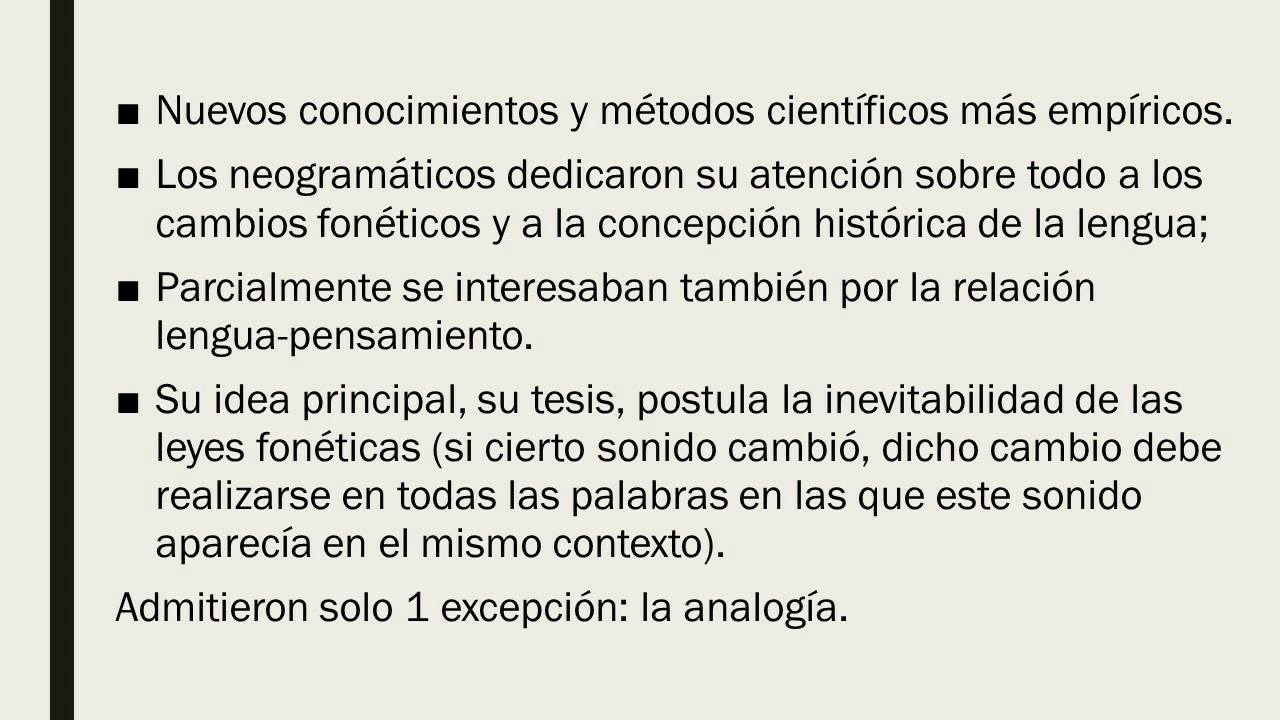 ■ Nuevos conocimientos y métodos científicos más empíricos.
■ Los neogramáticos dedicaron su atención sobre todo a los
cambios fonéticos y a la concepción histórica de la lengua;
■ Parcialmente se interesaban también por la relación
lengua-pensamiento.
■ Su idea principal, su tesis, postula la inevitabilidad de las
leyes fonéticas (si cierto sonido cambió, dicho cambio debe
realizarse en todas las palabras en las que este sonido
aparecía en el mismo contexto).
Admitieron solo 1 excepción: la analogía.